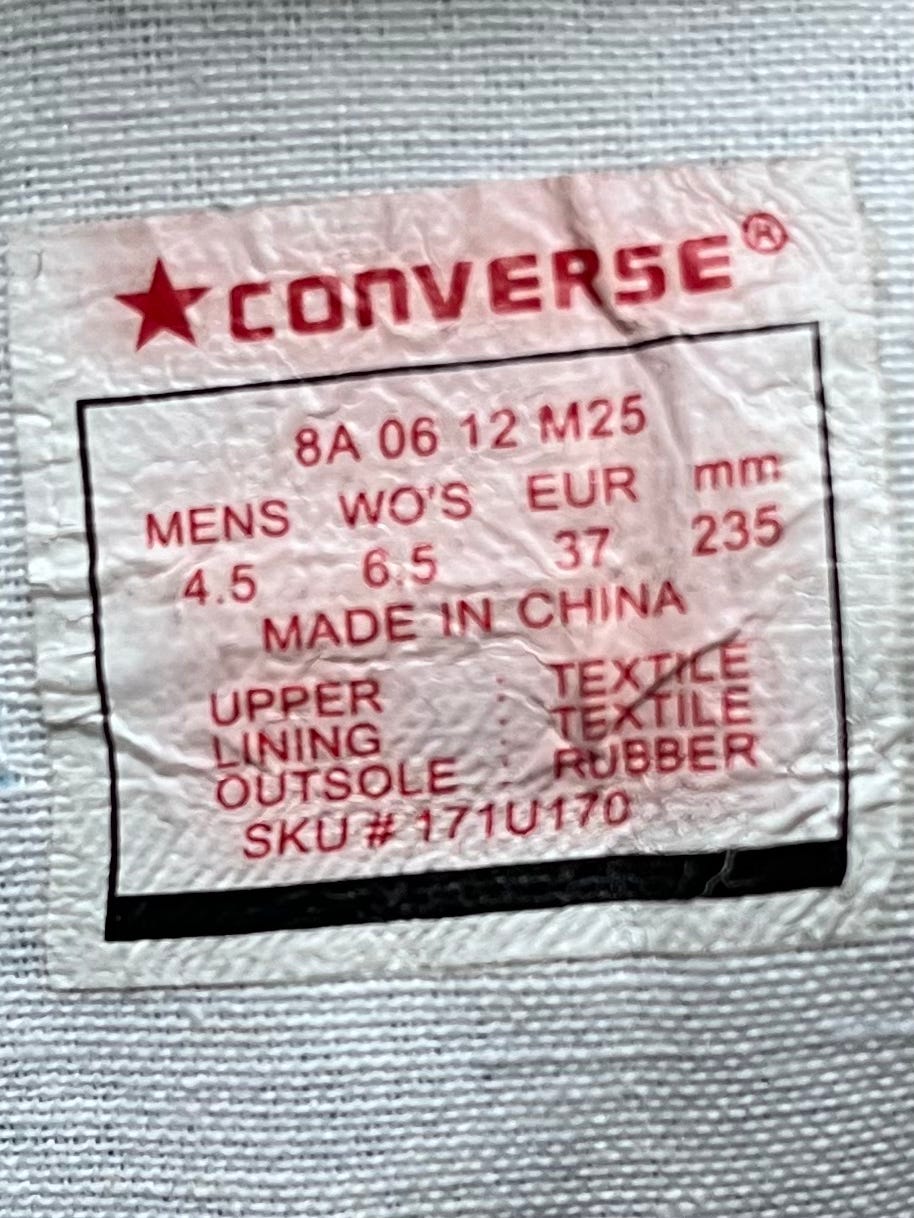 ★CONVERSE®
8A 06 12 M25
MENS WO'S EUR mm
4.5 6.5 37 235
MADE IN CHINA
UPPER : TEXTILE
LINING : TEXTILE
OUTSOLE : RUBBER
SKU # 171U170